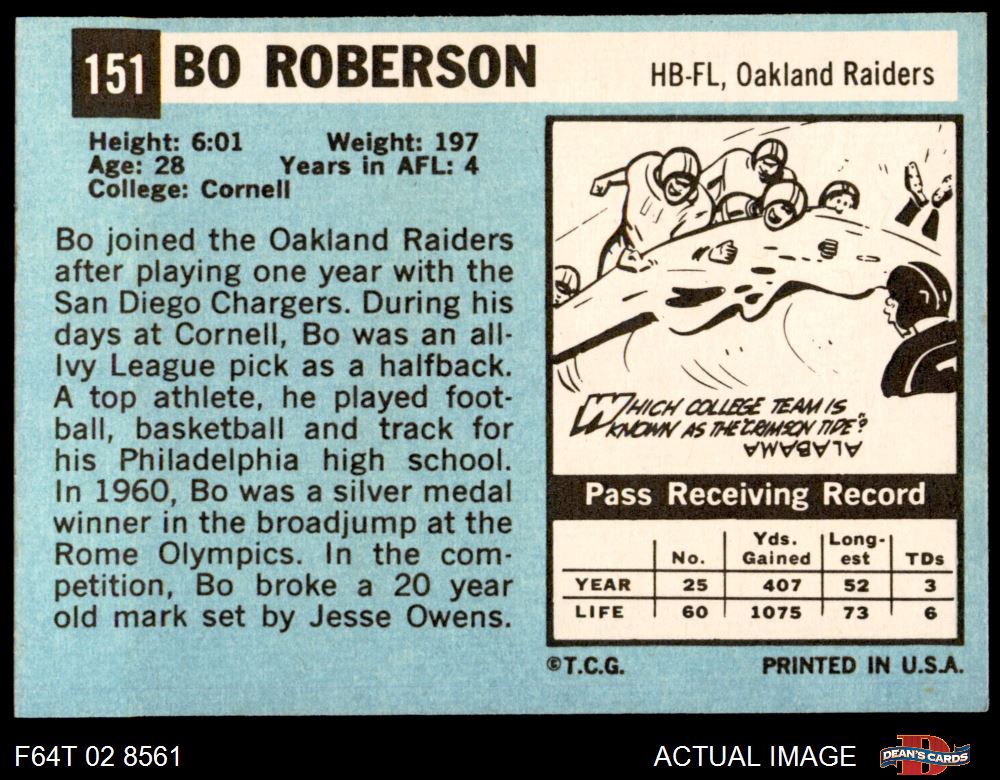 151 BO ROBERSON HB-FL, Oakland Raiders
Height: 6:01 Weight: 197
Age: 28 Years in AFL: 4
College: Cornell
Bo joined the Oakland Raiders
after playing one year with the
San Diego Chargers. During his
days at Cornell, Bo was an all-
Ivy League pick as a halfback.
A top athlete, he played foot-
ball, basketball and track for
his Philadelphia high school.
In 1960, Bo was a silver medal
winner in the broadjump at the
Rome Olympics. In the com-
petition, Bo broke a 20 year
old mark set by Jesse Owens.
WHICH COLLEGE TEAM IS
KNOWN AS THE "CRIMSON TIDE"?
ALABAMA
Pass Receiving Record
No. Yds. Gained Long-est TDs
YEAR 25 407 52 3
LIFE 60 1075 73 6
©T.C.G. PRINTED IN U.S.A.
F64T 02 8561 ACTUAL IMAGE DEAN'S CARDS